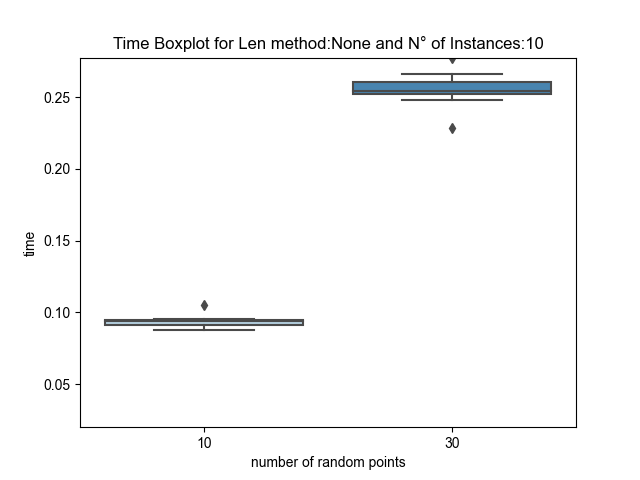 Time Boxplot for Len method:None and N° of Instances:10
0.25
0.20
0.15
0.10
0.05
time
10
30
number of random points